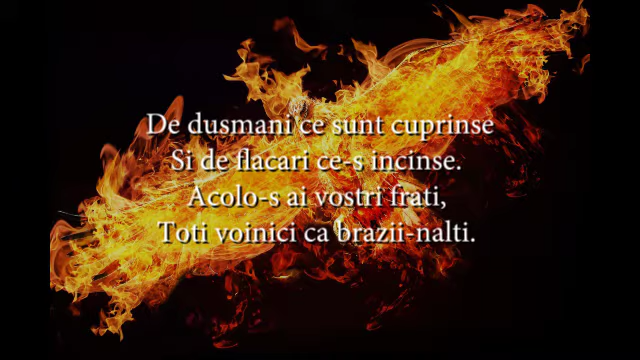 De dusmani ce sunt cuprinse
Si de flacari ce-s incinse.
Acolo-s ai vostri frati,
Toti voinici ca brazii-nalti.